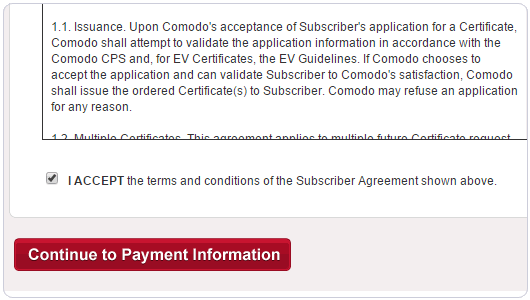 1.1. Issuance. Upon Comodo's acceptance of Subscriber's application for a Certificate,
Comodo shall attempt to validate the application information in accordance with the
Comodo CPS and, for EV Certificates, the EV Guidelines. If Comodo chooses to
accept the application and can validate Subscriber to Comodo's satisfaction, Comodo
shall issue the ordered Certificate(s) to Subscriber. Comodo may refuse an application
for any reason.
1.2. Multiple Certificates. This agreement applies to multiple future Certificate request
I ACCEPT the terms and conditions of the Subscriber Agreement shown above.
Continue to Payment Information